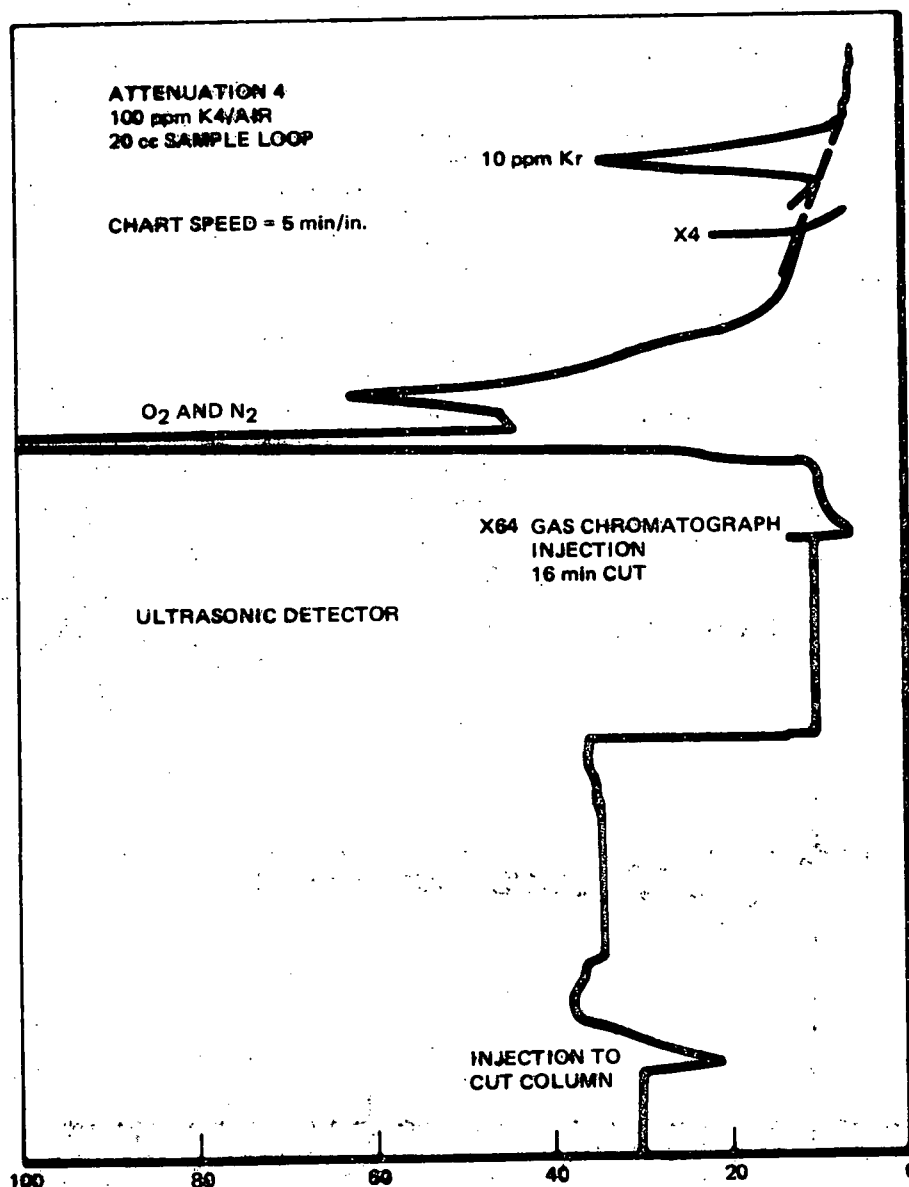 ATTENUATION 4
100 ppm K4/AIR
20 cc SAMPLE LOOP
10 ppm Kr
CHART SPEED = 5 min/in.
X4
O2 AND N2
X64 GAS CHROMATOGRAPH
INJECTION
16 min CUT
ULTRASONIC DETECTOR
INJECTION TO
CUT COLUMN
100 80 60 40 20 0